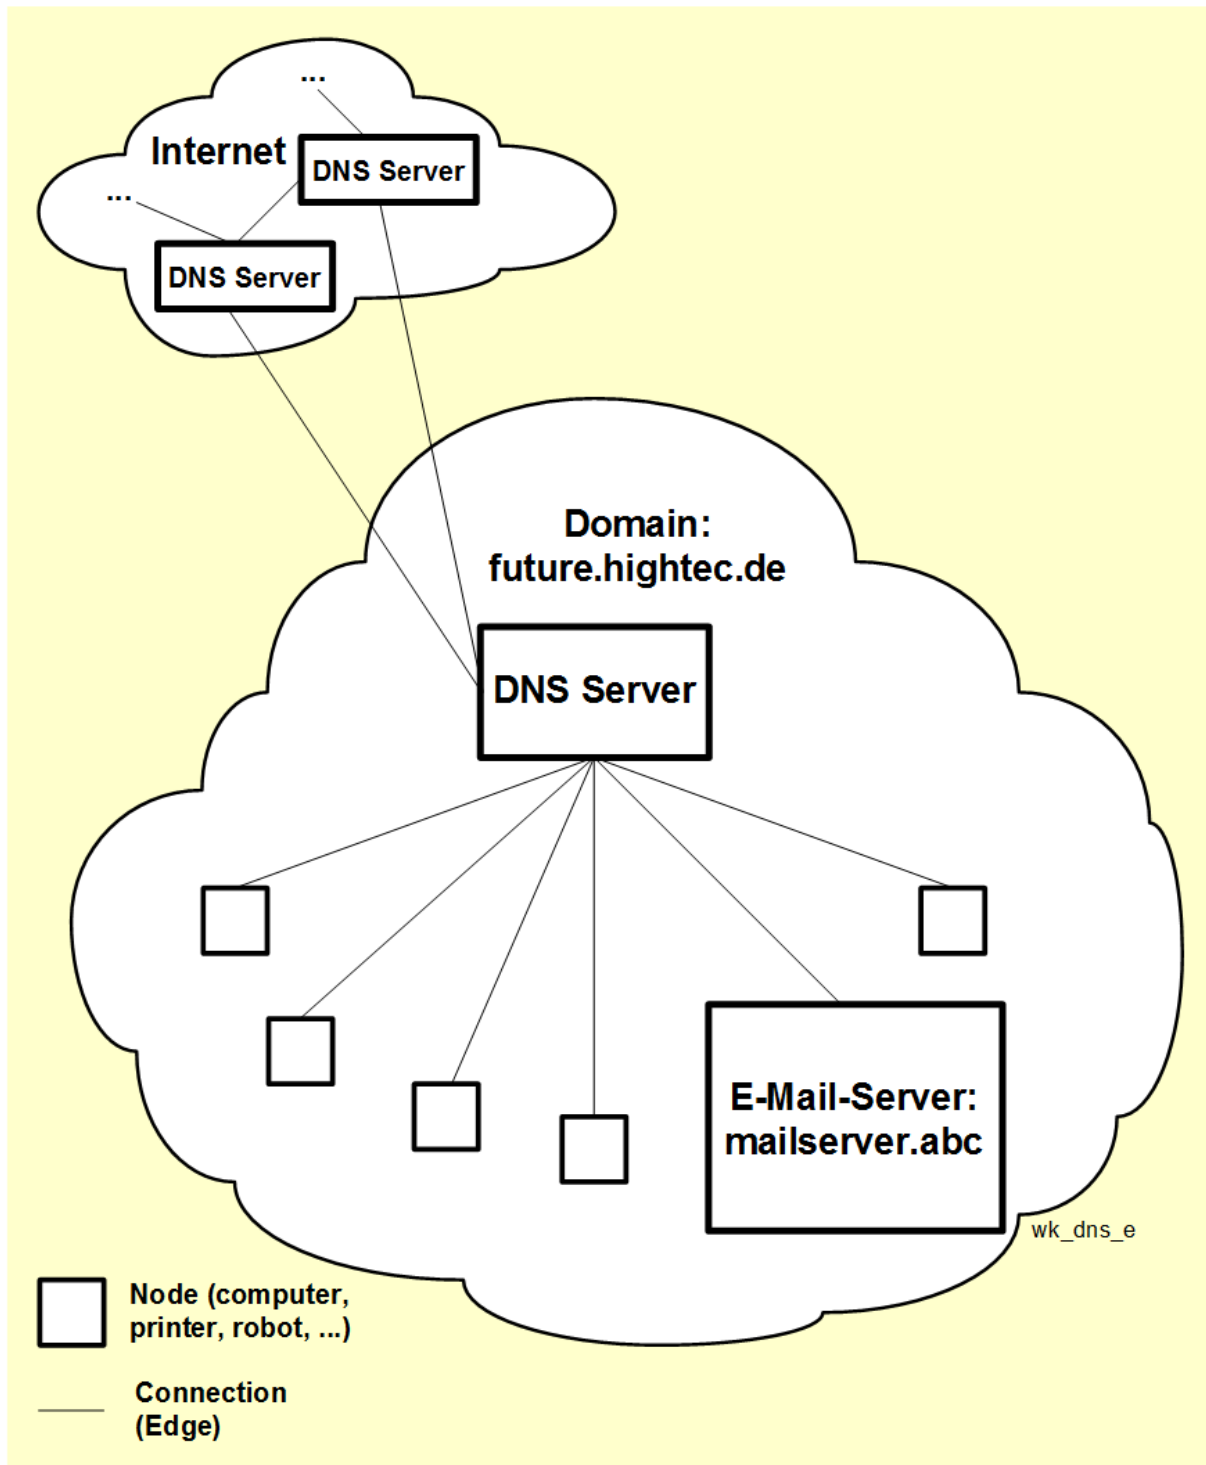 ...
Internet
DNS Server
...
DNS Server
Domain:
future.hightec.de
DNS Server
E-Mail-Server:
mailserver.abc
wk_dns_e
Node (computer,
printer, robot, ...)
Connection
(Edge)